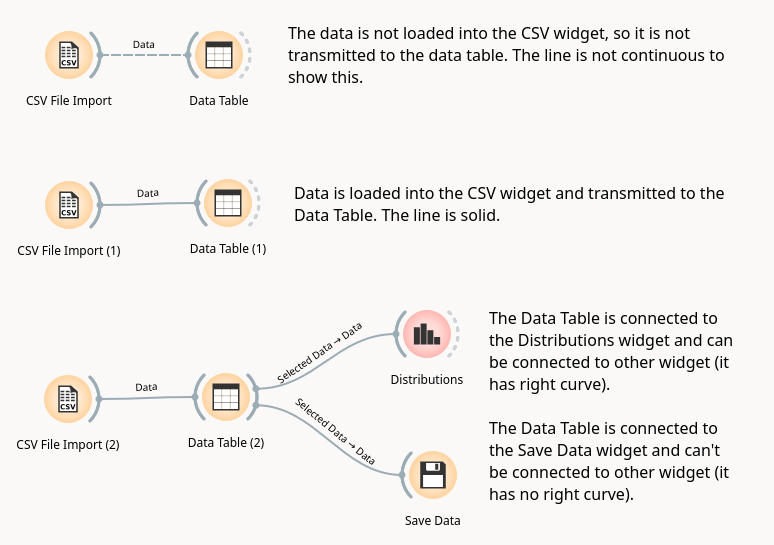 Data
CSV
CSV File Import
Data Table
The data is not loaded into the CSV widget, so it is not
transmitted to the data table. The line is not continuous to
show this.
Data
CSV
CSV File Import (1)
Data Table (1)
Data is loaded into the CSV widget and transmitted to the
Data Table. The line is solid.
Data
CSV
CSV File Import (2)
Data Table (2)
Selected Data → Data
Distributions
Selected Data → Data
Save Data
The Data Table is connected to
the Distributions widget and can
be connected to other widget (it
has right curve).
The Data Table is connected to
the Save Data widget and can't
be connected to other widget (it
has no right curve).